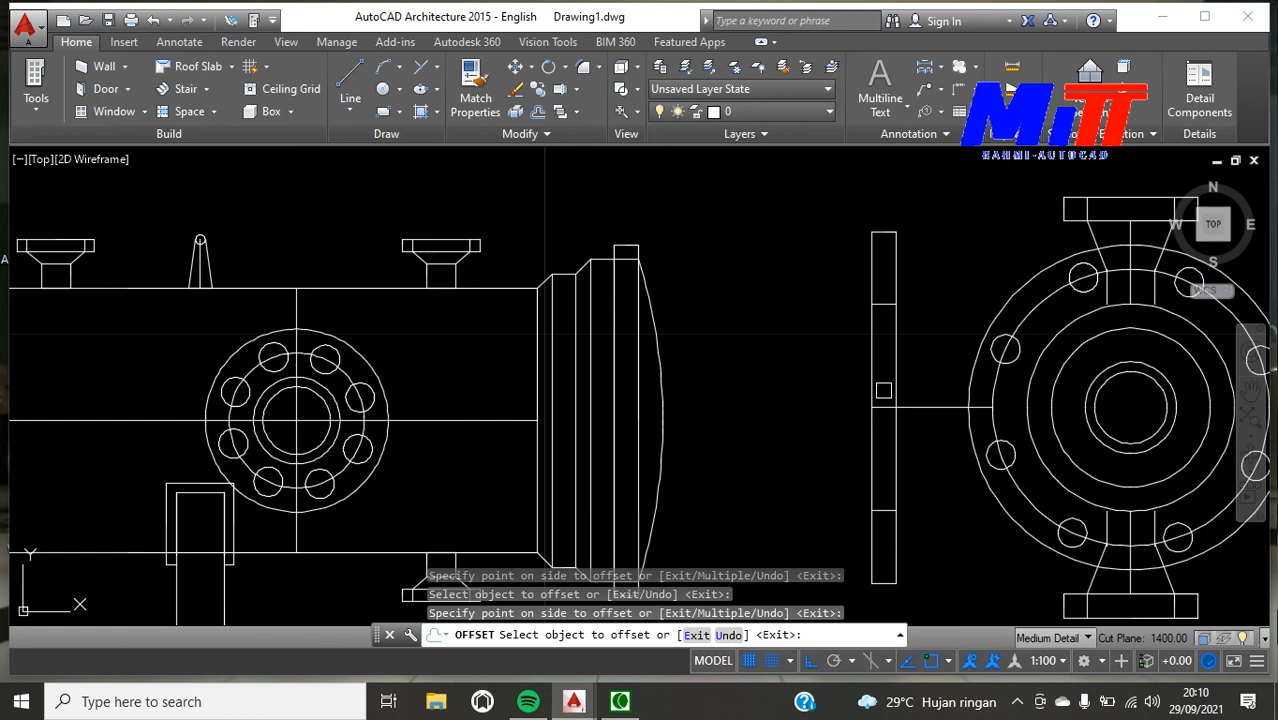 AutoCAD Architecture 2015 - English Drawing1.dwg
Type a keyword or phrase
Sign In
Home Insert Annotate Render View Manage Add-ins Autodesk 360 Vision Tools BIM 360 Featured Apps
Tools
Wall
Door
Window
Roof Slab
Stair
Space
Ceiling Grid
Box
Line
Match
Properties
Unsaved Layer State
0
Multiline
Text
Detail
Components
Build Draw Modify View Layers Annotation Details
MiTT
HAHMI-AUTOCAD
[−][Top][2D Wireframe]
N
W TOP E
S
WCS
Y
X
Specify point on side to offset or [Exit/Multiple/Undo] <Exit>:
Select object to offset or [Exit/Undo] <Exit>:
Specify point on side to offset or [Exit/Multiple/Undo] <Exit>:
OFFSET Select object to offset or [Exit Undo] <Exit>:
Medium Detail Cut Plane: 1400.00
MODEL 1:100 +0.00
Type here to search
29°C Hujan ringan
20:10
29/09/2021